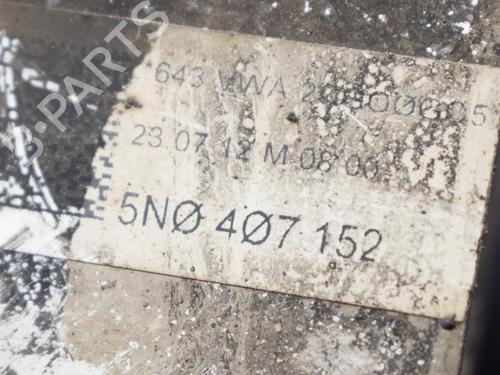 B PARTS
643 VWA
23.07.12 M 08:00
5NØ 4Ø7 152